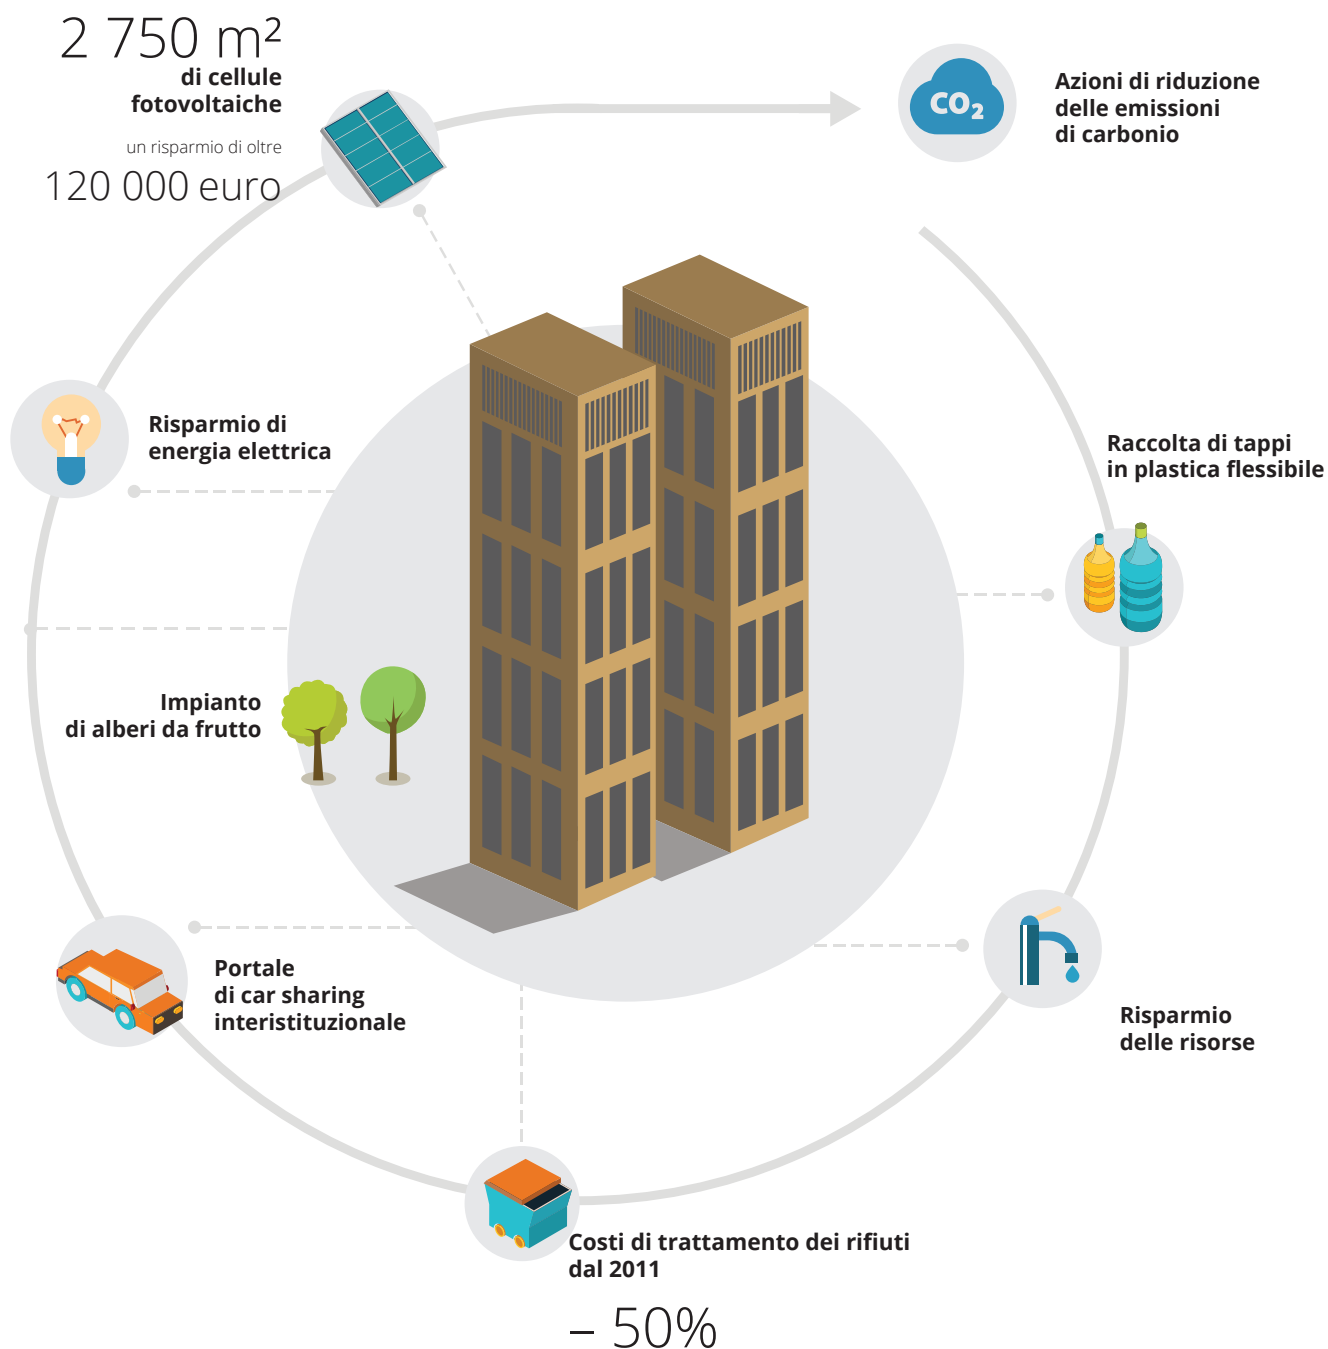 2 750 m²
di cellule
fotovoltaiche
un risparmio di oltre
120 000 euro
CO₂
Azioni di riduzione
delle emissioni
di carbonio
Risparmio di
energia elettrica
Raccolta di tappi
in plastica flessibile
Impianto
di alberi da frutto
Portale
di car sharing
interistituzionale
Risparmio
delle risorse
Costi di trattamento dei rifiuti
dal 2011
– 50%